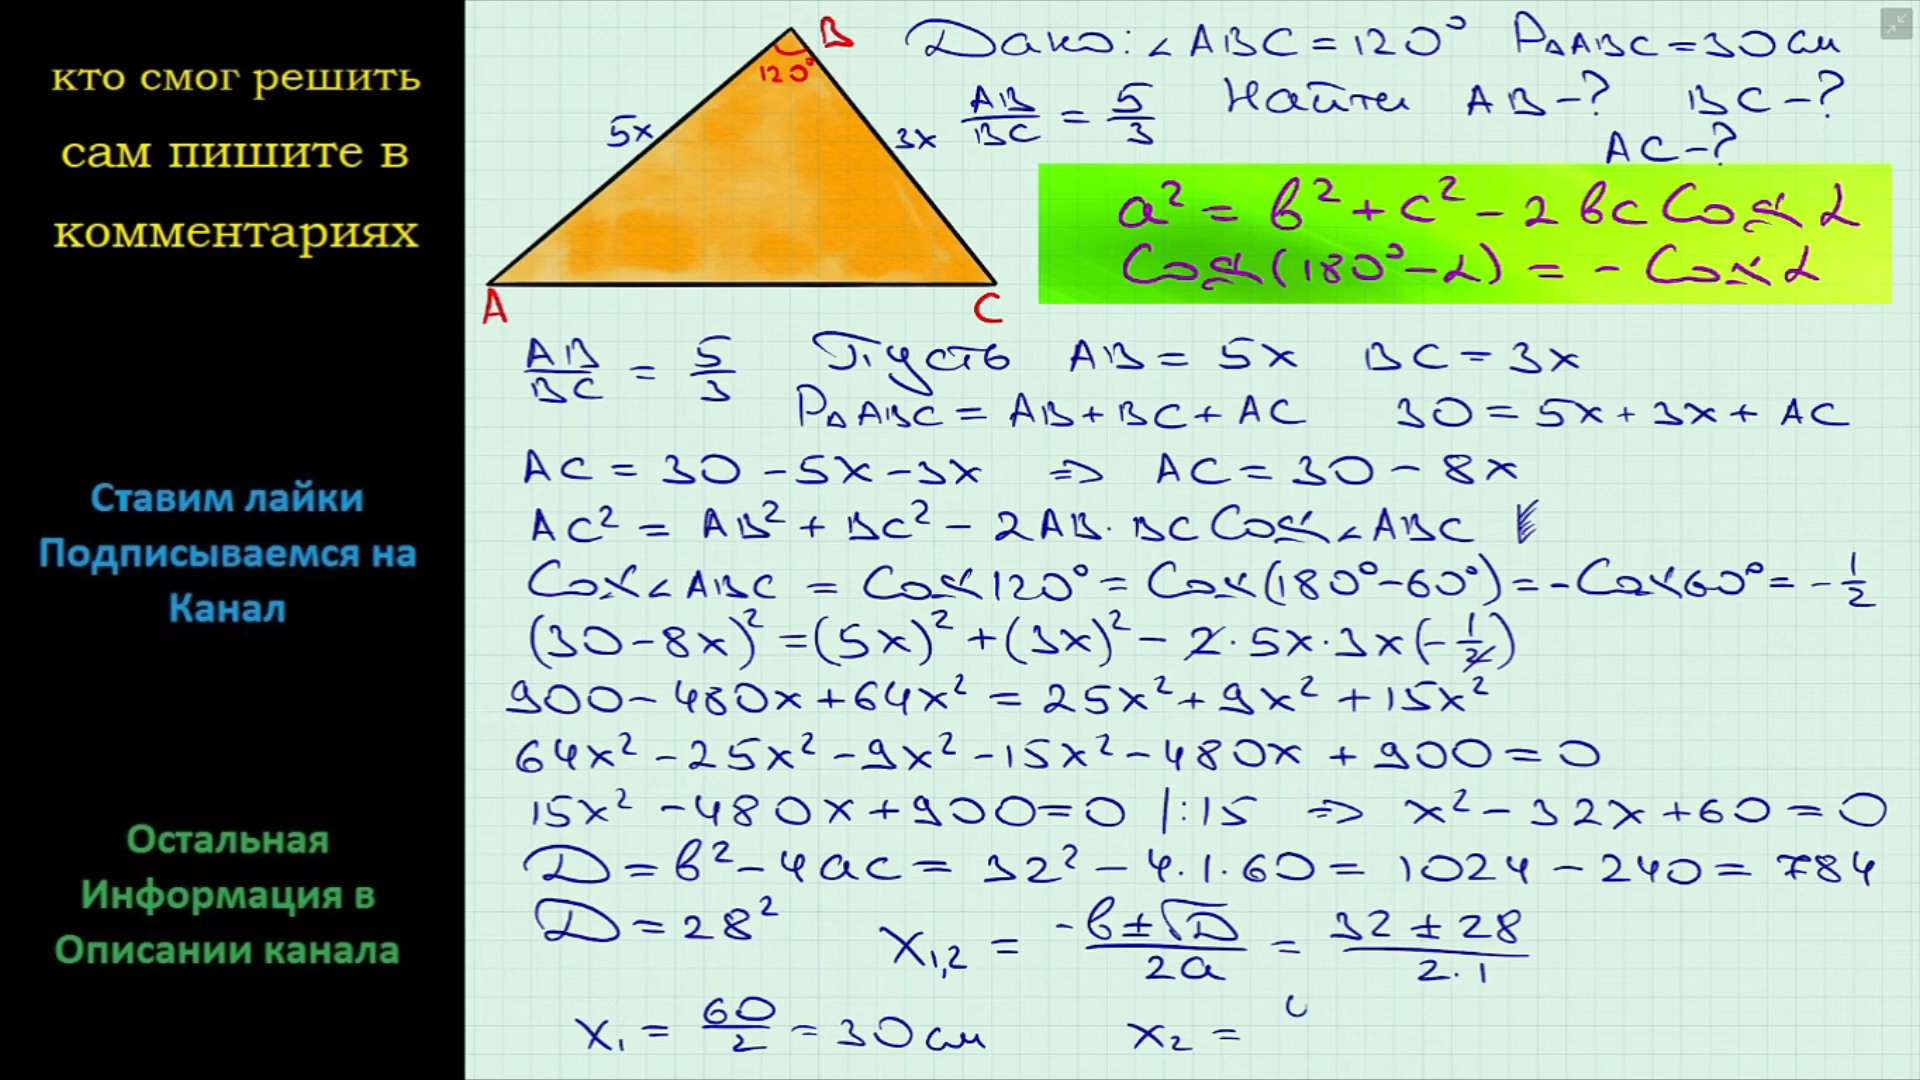 кто смог решить
сам пишите в
комментариях
Ставим лайки
Подписываемся на
Канал
Остальная
Информация в
Описании канала
B
120°
5x
3x
A
C
Дано: ∠ABC = 120° P△ABC = 30см
AB/BC = 5/3 Найти AB-? BC-?
AC-?
a² = b² + c² - 2bc Cos α
Cos(180° - α) = - Cos α
AB/BC = 5/3 Пусть AB = 5x BC = 3x
P△ABC = AB + BC + AC 30 = 5x + 3x + AC
AC = 30 - 5x - 3x => AC = 30 - 8x
AC² = AB² + BC² - 2AB · BC Cos∠ABC
Cos∠ABC = Cos120° = Cos(180° - 60°) = - Cos60° = - 1/2
(30 - 8x)² = (5x)² + (3x)² - 2 · 5x · 3x (- 1/2)
900 - 480x + 64x² = 25x² + 9x² + 15x²
64x² - 25x² - 9x² - 15x² - 480x + 900 = 0
15x² - 480x + 900 = 0 |:15 => x² - 32x + 60 = 0
D = b² - 4ac = 32² - 4·1·60 = 1024 - 240 = 784
D = 28² x1,2 = (-b ± √D)/2a = (32 ± 28)/(2·1)
x1 = 60/2 = 30см x2 =